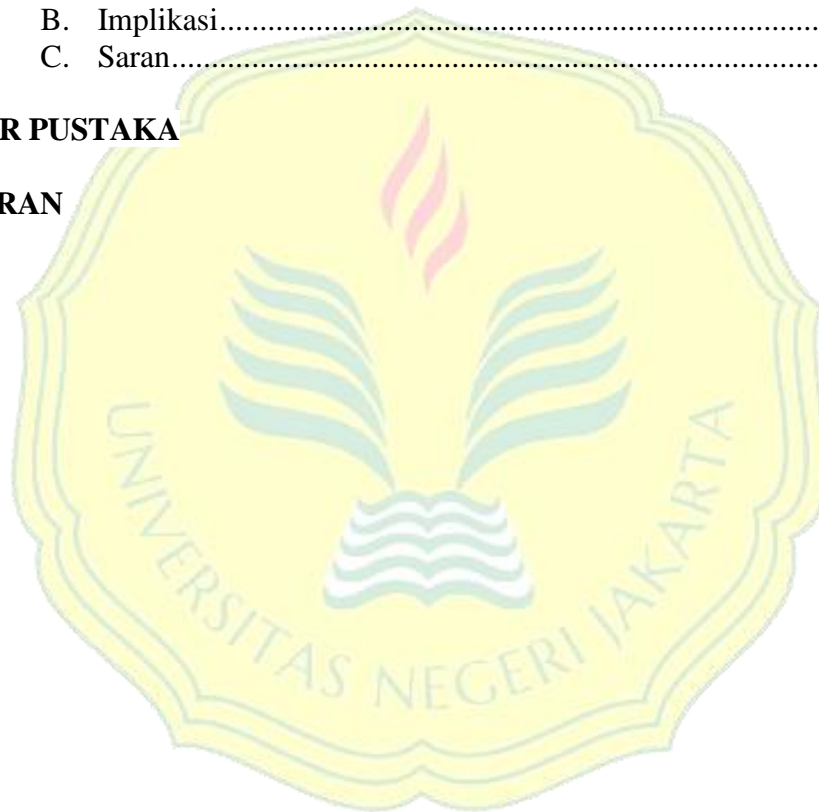 B. Implikasi........................................................................
C. Saran..............................................................................
R PUSTAKA
RAN
UNIVERSITAS NEGERI JAKARTA